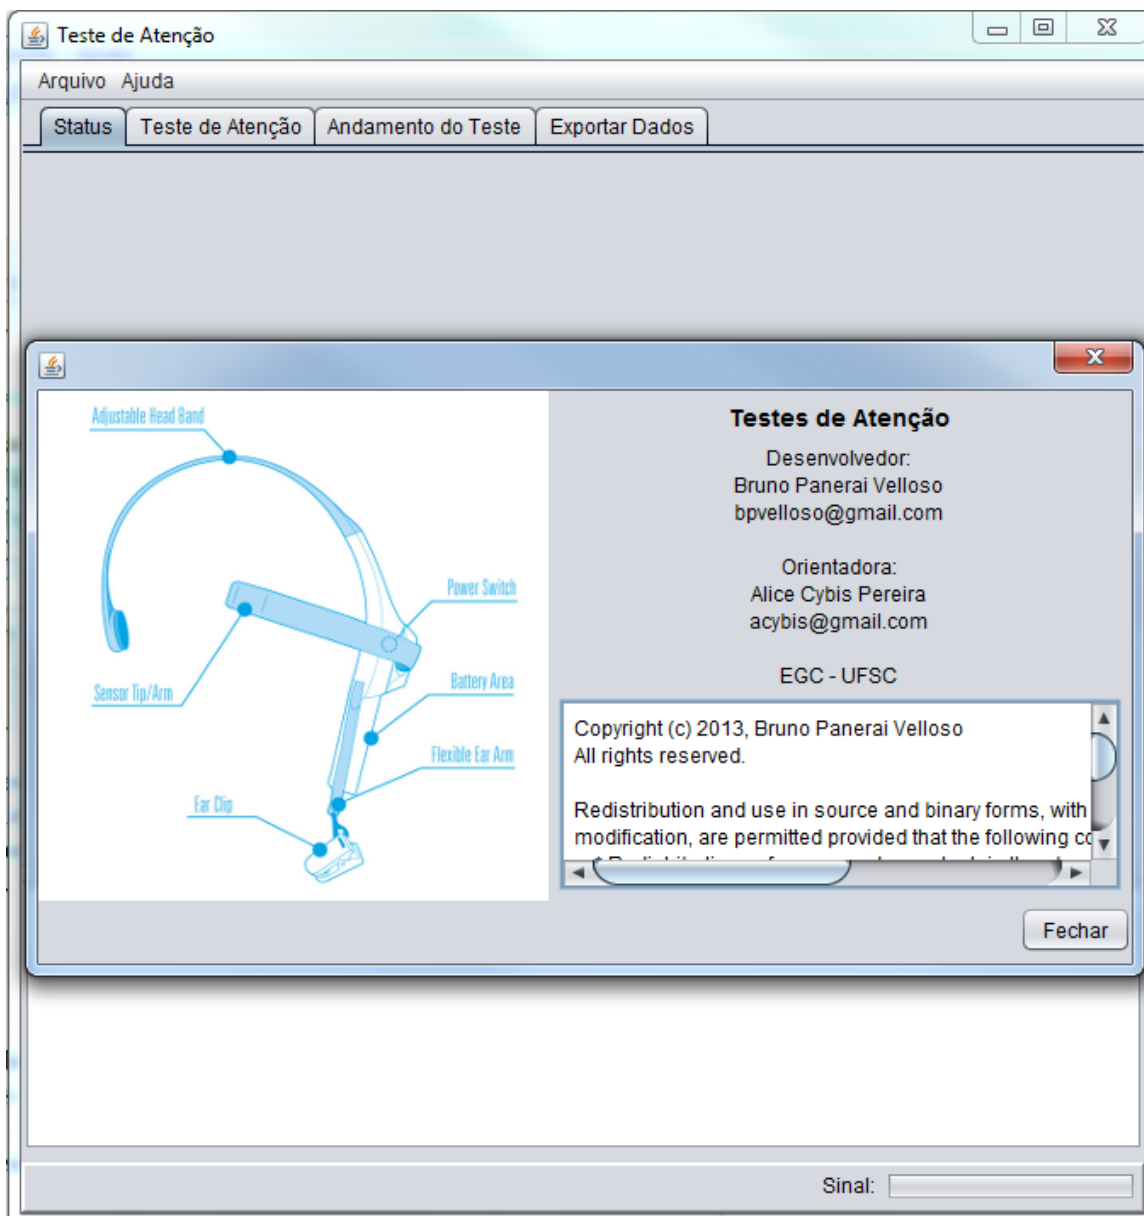 Teste de Atenção
Arquivo Ajuda
Status Teste de Atenção Andamento do Teste Exportar Dados
Adjustable Head Band
Power Switch
Sensor Tip/Arm
Battery Area
Flexible Ear Arm
Ear Clip
Testes de Atenção
Desenvolvedor:
Bruno Panerai Velloso
bpvelloso@gmail.com
Orientadora:
Alice Cybis Pereira
acybis@gmail.com
EGC - UFSC
Copyright (c) 2013, Bruno Panerai Velloso
All rights reserved.
Redistribution and use in source and binary forms, with
modification, are permitted provided that the following
Fechar
Sinal: